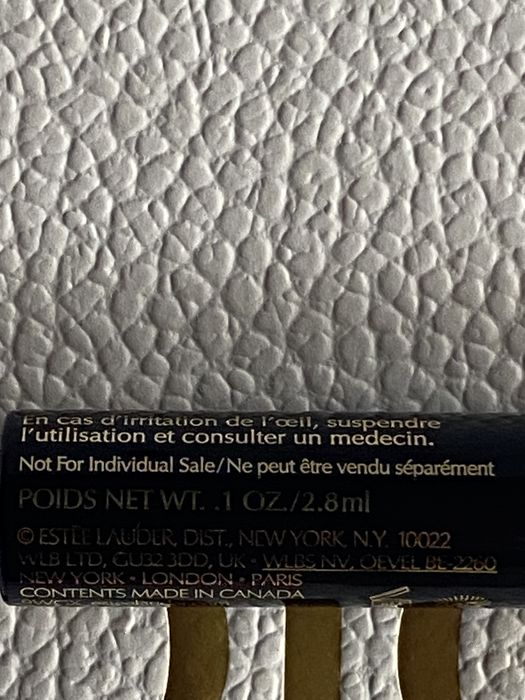 En cas d'irritation de l'œil, suspendre
l'utilisation et consulter un medecin.
Not For Individual Sale/Ne peut être vendu séparément
POIDS NET WT. .1 OZ./2.8ml
© ESTĒE LAUDER, DIST., NEW YORK, N.Y. 10022
WLB LTD, GU32 3DD, UK • WLBS NV, OEVEL BE-2260
NEW YORK • LONDON • PARIS
CONTENTS MADE IN CANADA